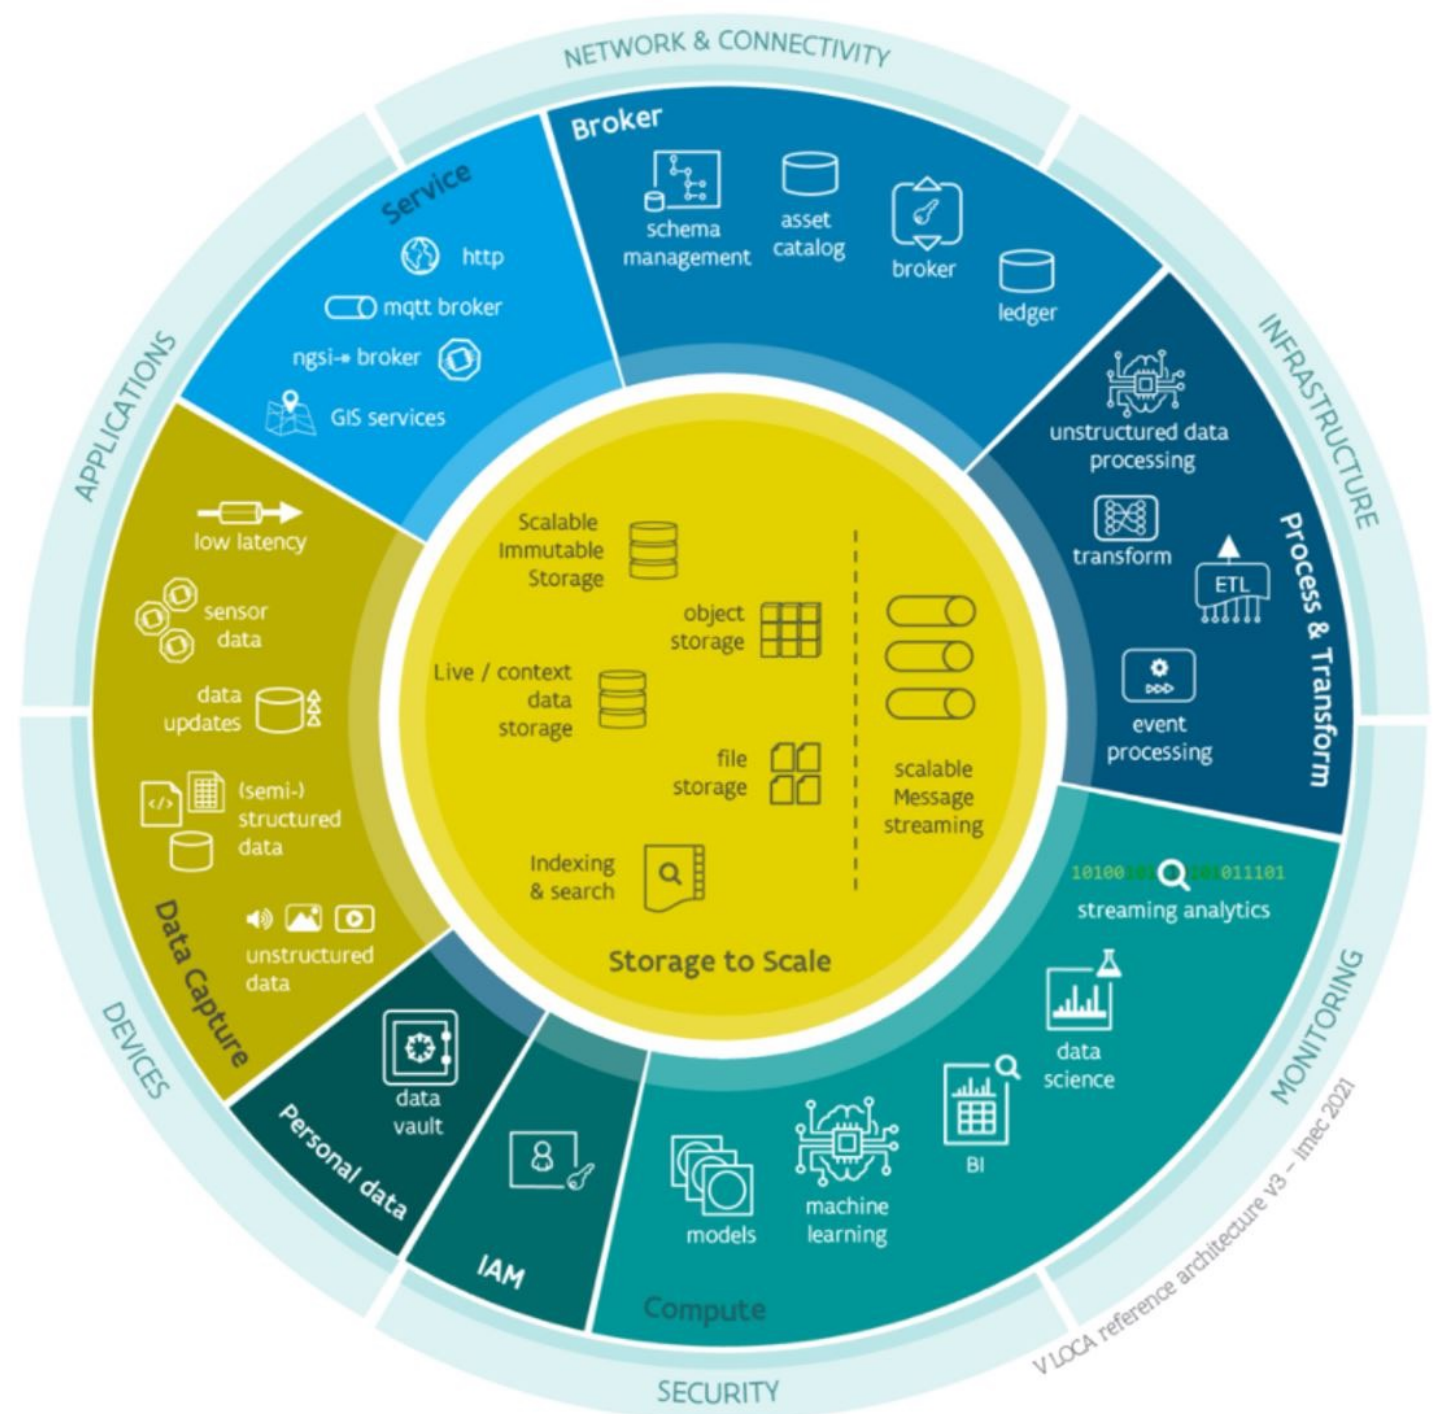 NETWORK & CONNECTIVITY
INFRASTRUCTURE
MONITORING
SECURITY
DEVICES
APPLICATIONS
Broker
schema
management
asset
catalog
broker
ledger
Process & Transform
unstructured data
processing
transform
ETL
event
processing
Compute
10100101 101011101
streaming analytics
data
science
BI
machine
learning
models
IAM
Personal data
data
vault
Data Capture
low latency
sensor
data
data
updates
</>
(semi-)
structured
data
unstructured
data
Service
http
mqtt broker
ngsi-* broker
GIS services
Scalable
Immutable
Storage
object
storage
Live / context
data
storage
file
storage
Indexing
& search
scalable
Message
streaming
Storage to Scale
VLOCA reference architecture v3 – imec 2021